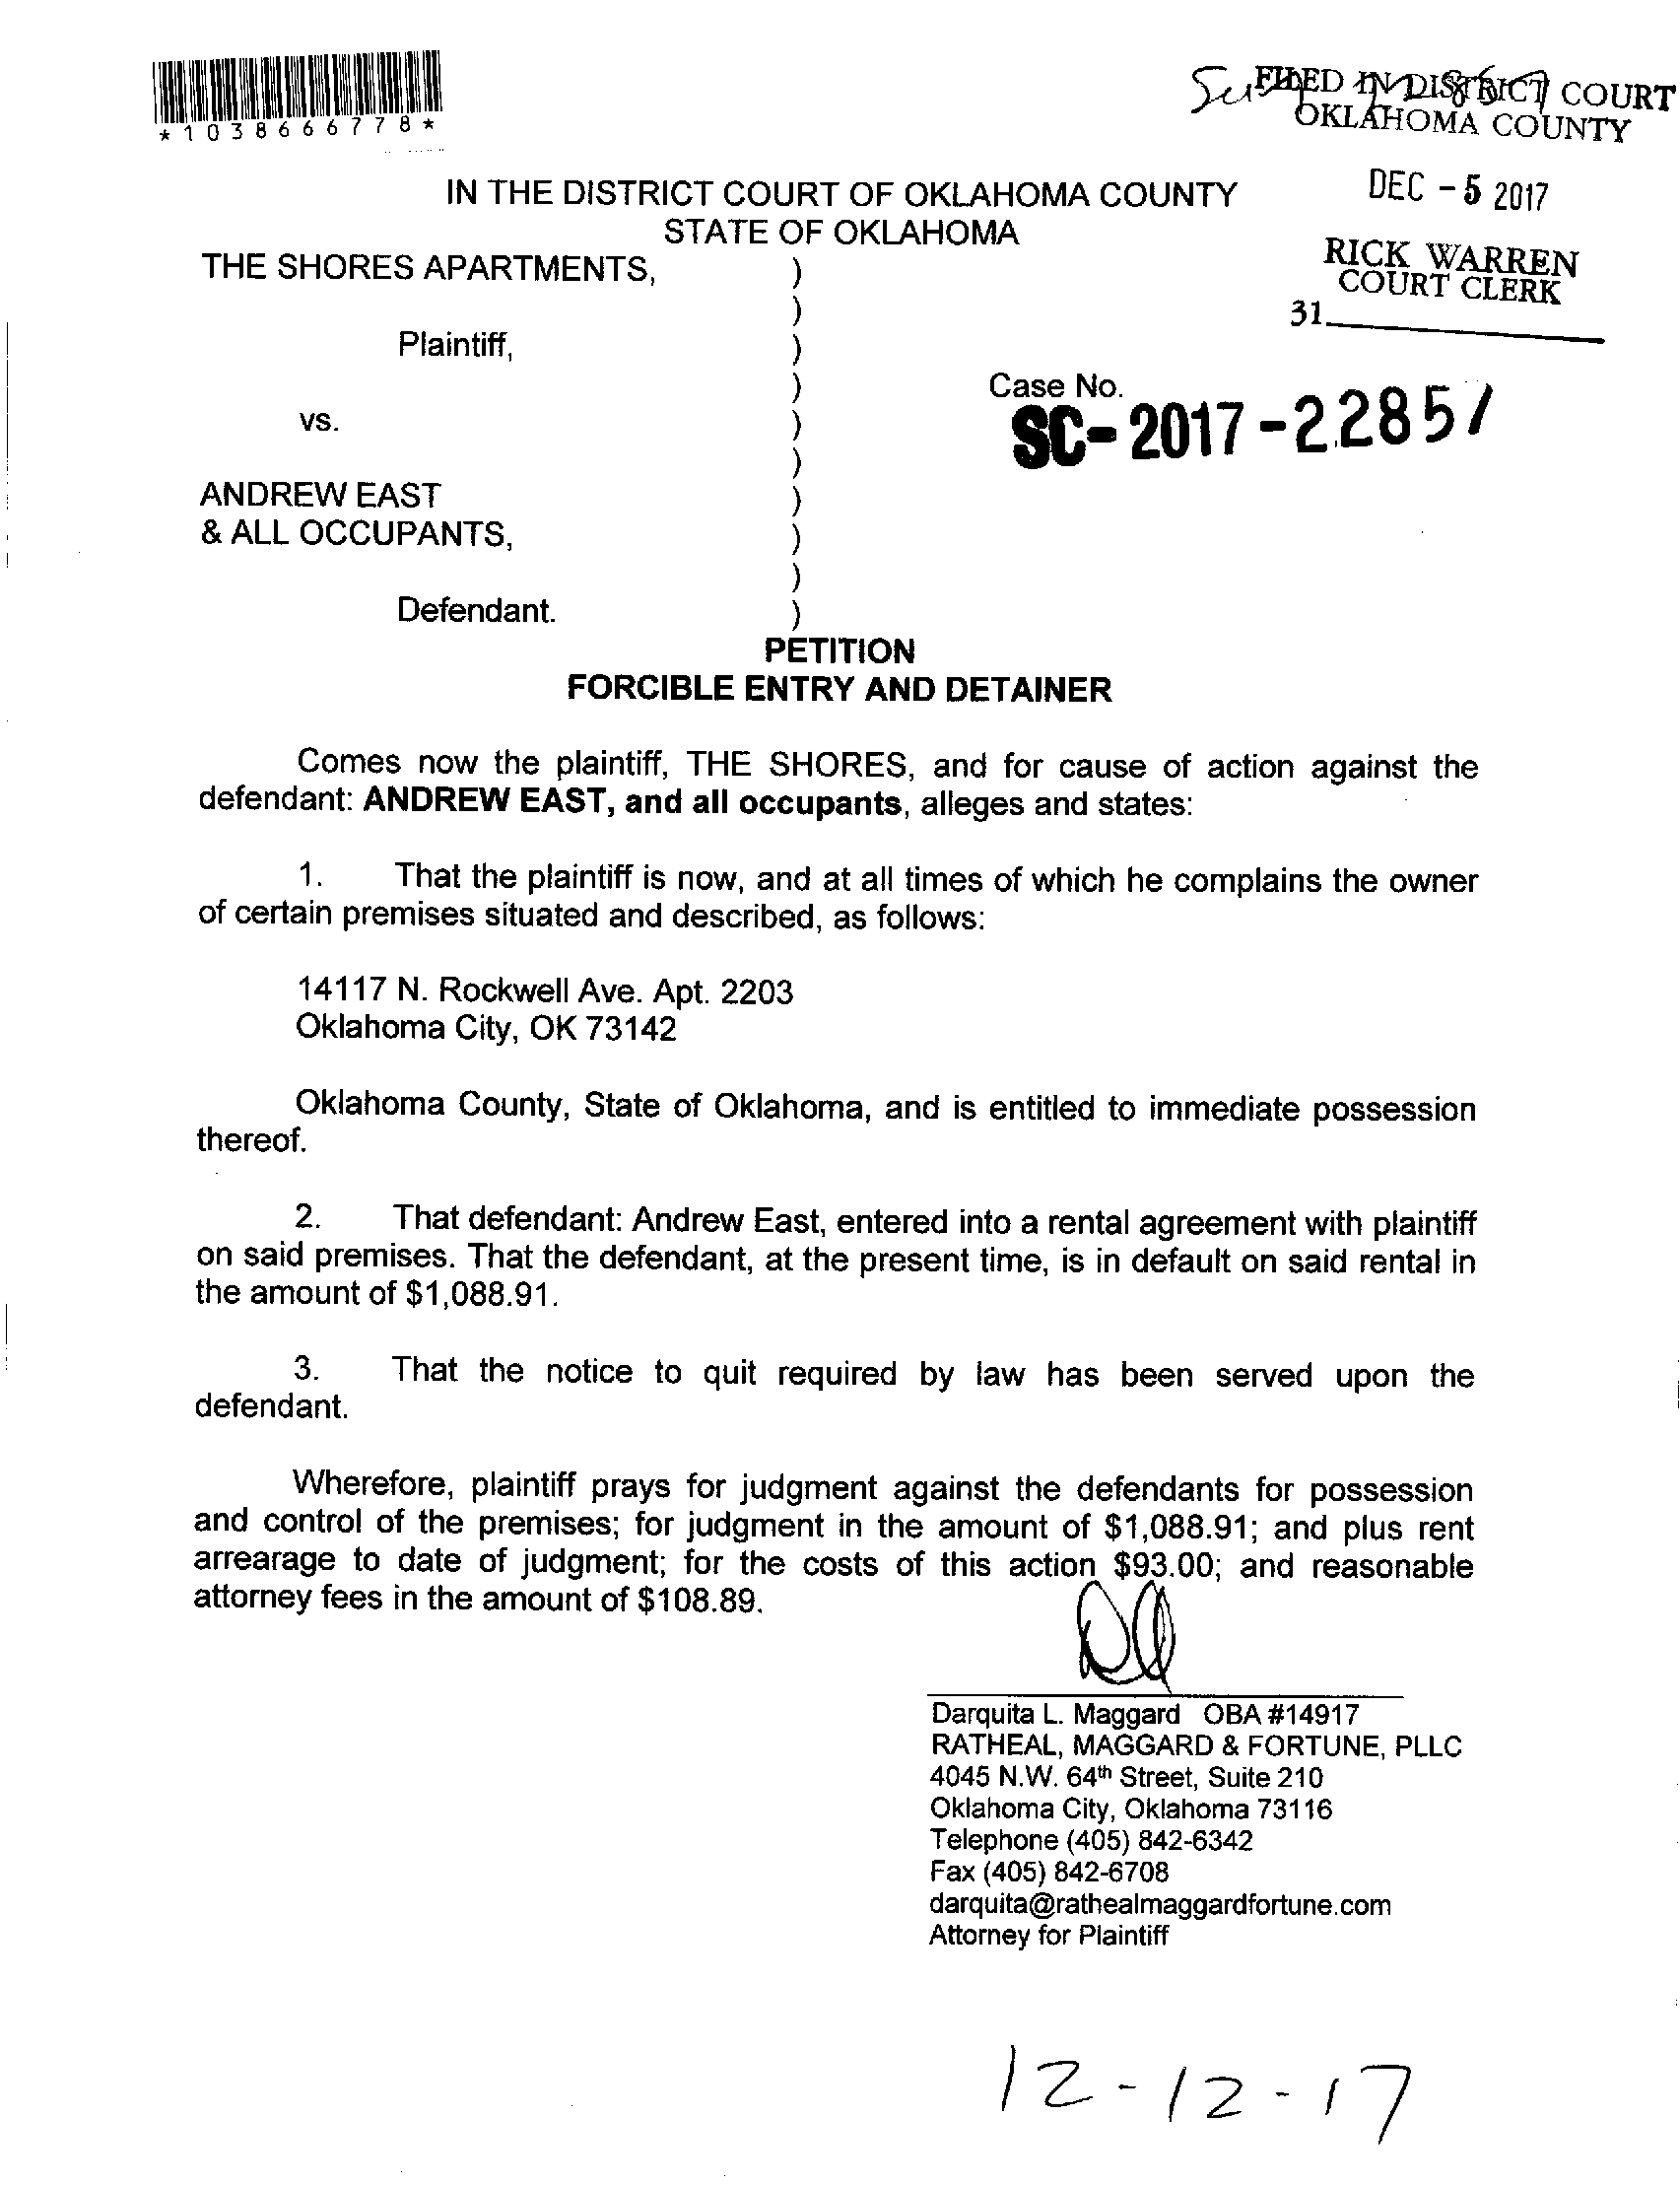 *1038666778*
FILED IN DISTRICT COURT
OKLAHOMA COUNTY
DEC - 5 2017
RICK WARREN
COURT CLERK
31
IN THE DISTRICT COURT OF OKLAHOMA COUNTY
STATE OF OKLAHOMA
THE SHORES APARTMENTS, )
)
Plaintiff, )
)
vs. )
)
ANDREW EAST )
& ALL OCCUPANTS, )
)
Defendant. )
Case No.
SC-2017-22851
PETITION
FORCIBLE ENTRY AND DETAINER
Comes now the plaintiff, THE SHORES, and for cause of action against the
defendant: ANDREW EAST, and all occupants, alleges and states:
1. That the plaintiff is now, and at all times of which he complains the owner
of certain premises situated and described, as follows:
14117 N. Rockwell Ave. Apt. 2203
Oklahoma City, OK 73142
Oklahoma County, State of Oklahoma, and is entitled to immediate possession
thereof.
2. That defendant: Andrew East, entered into a rental agreement with plaintiff
on said premises. That the defendant, at the present time, is in default on said rental in
the amount of $1,088.91.
3. That the notice to quit required by law has been served upon the
defendant.
Wherefore, plaintiff prays for judgment against the defendants for possession
and control of the premises; for judgment in the amount of $1,088.91; and plus rent
arrearage to date of judgment; for the costs of this action $93.00; and reasonable
attorney fees in the amount of $108.89.
Darquita L. Maggard OBA #14917
RATHEAL, MAGGARD & FORTUNE, PLLC
4045 N.W. 64th Street, Suite 210
Oklahoma City, Oklahoma 73116
Telephone (405) 842-6342
Fax (405) 842-6708
darquita@rathealmaggardfortune.com
Attorney for Plaintiff
12-12-17